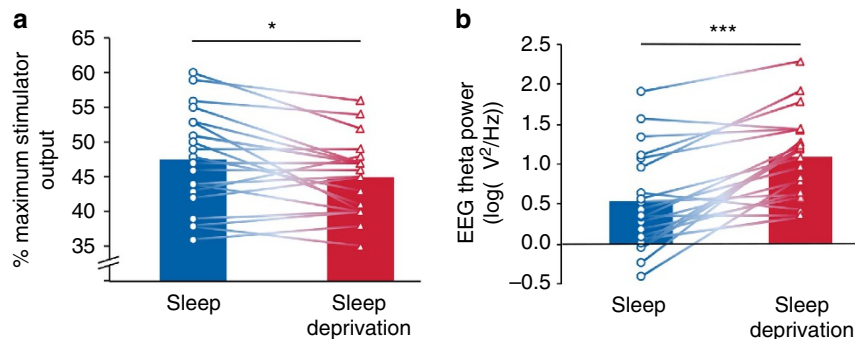 a
*
65
60
55
50
45
40
35
% maximum stimulator
output
Sleep
Sleep
deprivation
b
***
2.5
2.0
1.5
1.0
0.5
0.0
–0.5
EEG theta power
(log( V²/Hz))
Sleep
Sleep
deprivation